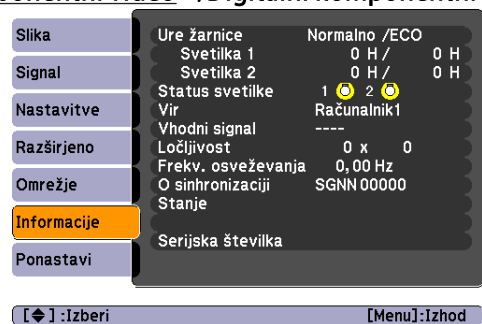 Slika
Signal
Nastavitve
Razširjeno
Omrežje
Informacije
Ponastavi
Ure žarnice Normalno /ECO
Svetilka 1 0 H / 0 H
Svetilka 2 0 H / 0 H
Status svetilke 1 2
Vir Računalnik1
Vhodni signal ----
Ločljivost 0 x 0
Frekv. osveževanja 0,00 Hz
O sinhronizaciji SGNN00000
Stanje
Serijska številka
[◆] :Izberi [Menu]:Izhod